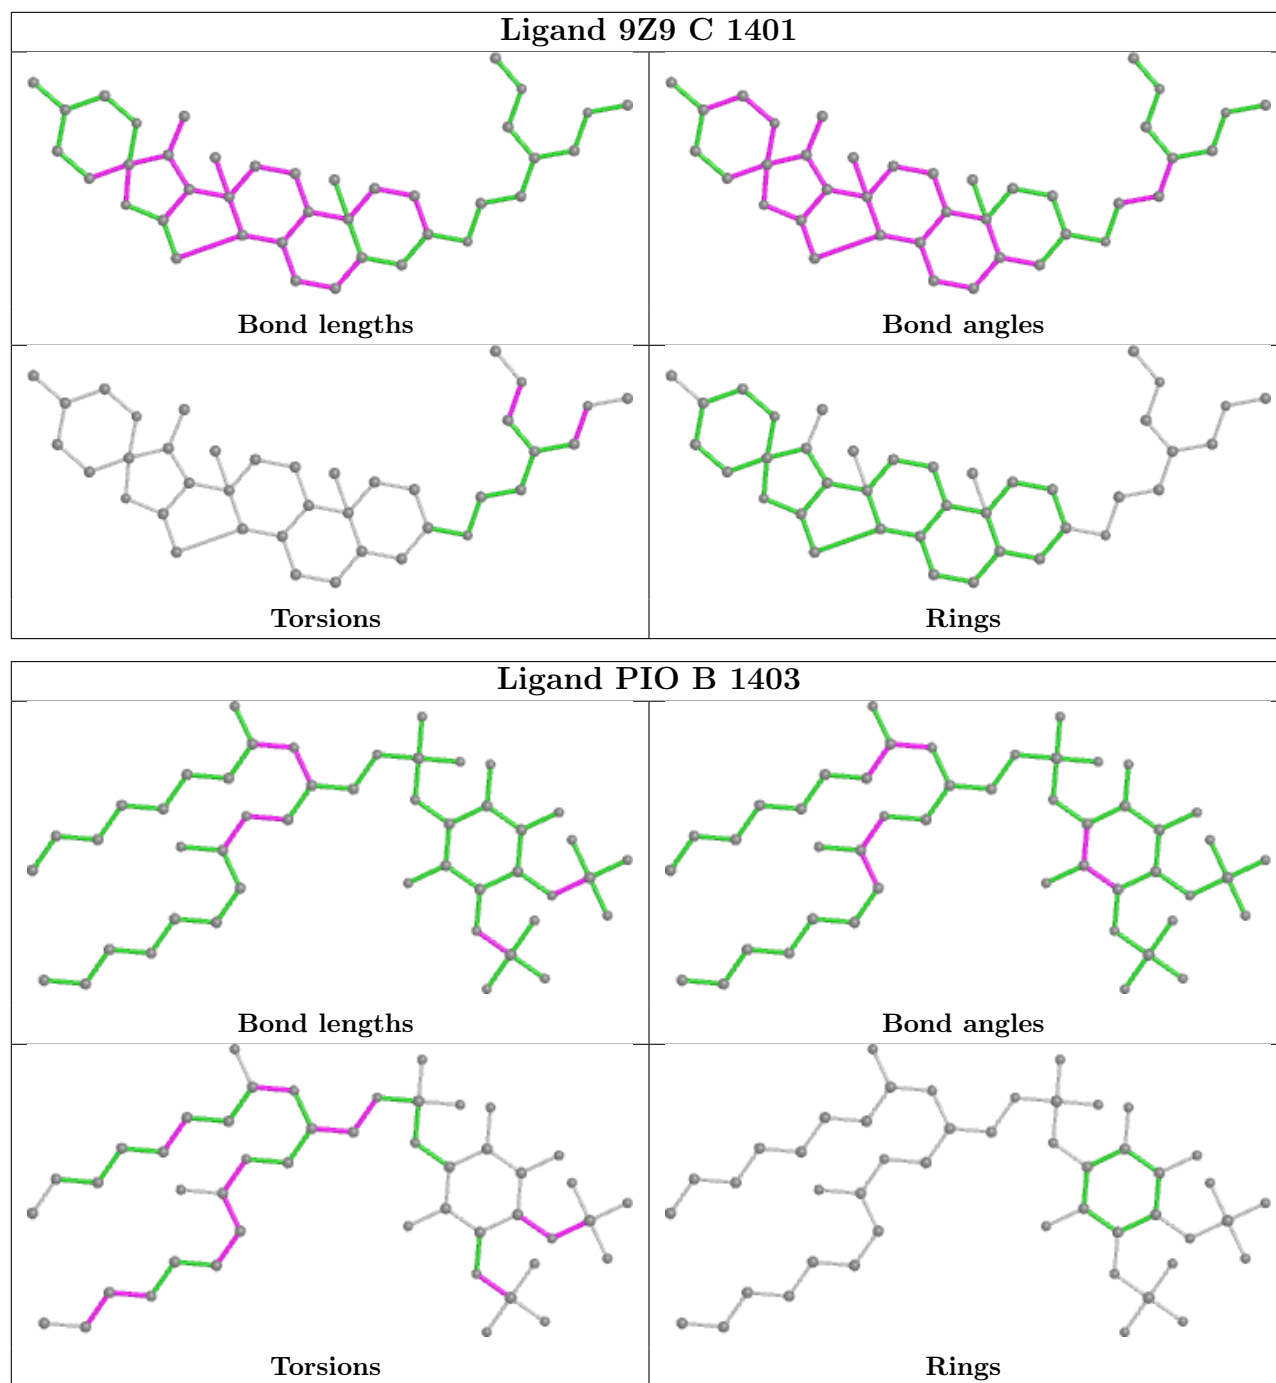 Ligand 9Z9 C 1401
Bond lengths
Bond angles
Torsions
Rings
Ligand PIO B 1403
Bond lengths
Bond angles
Torsions
Rings